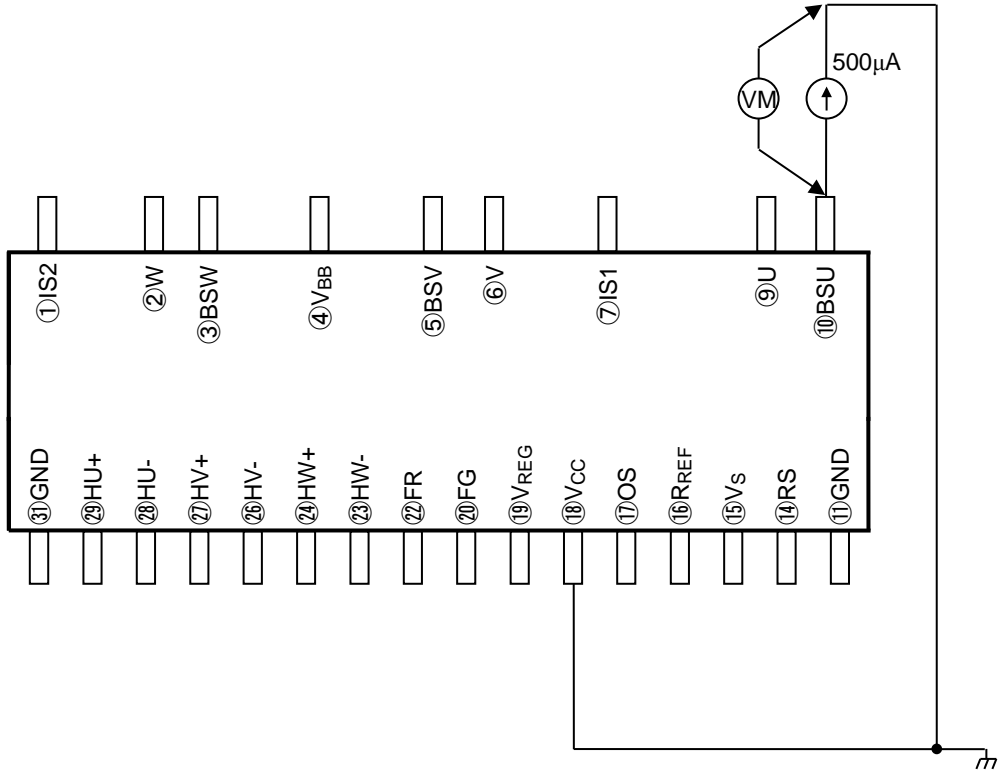 500μA
VM
①IS2
②W
③BSW
④VBB
⑤BSV
⑥V
⑦IS1
⑨U
⑩BSU
㉛GND
㉙HU+
㉘HU-
㉗HV+
㉖HV-
㉔HW+
㉓HW-
㉒FR
⑳FG
⑲VREG
⑱VCC
⑰OS
⑯RREF
⑮VS
⑭RS
⑪GND